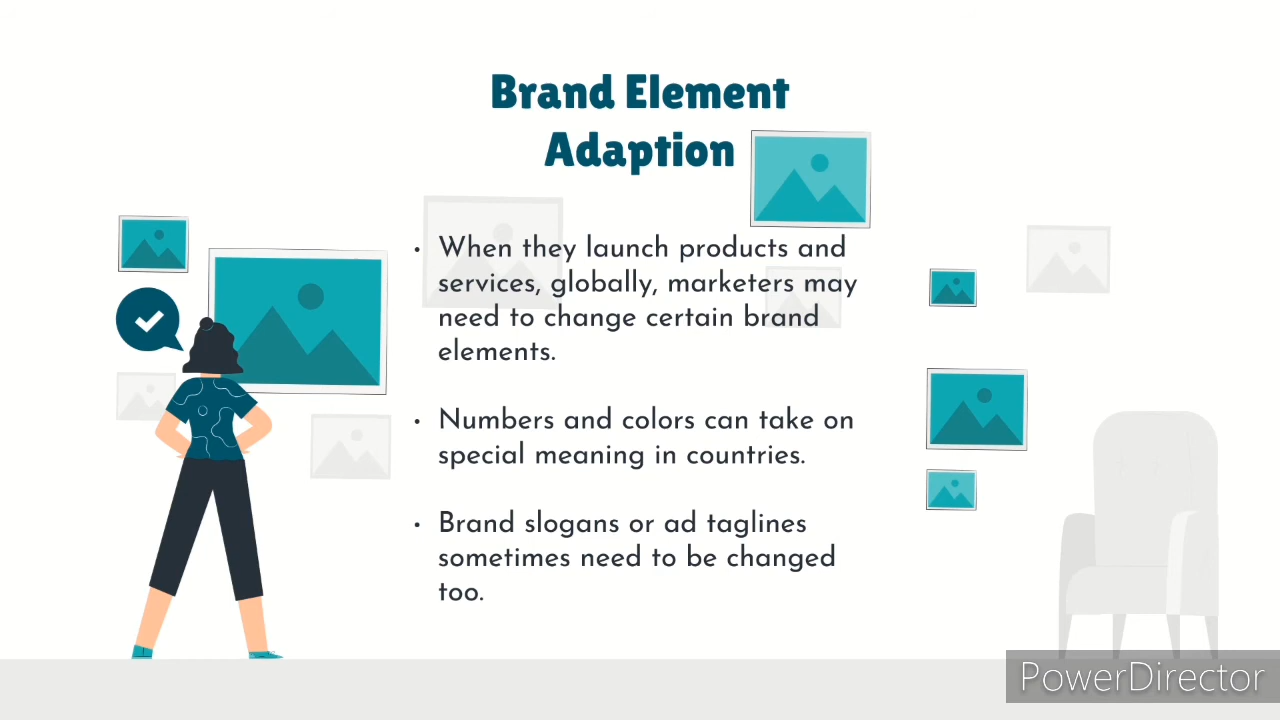 Brand Element
Adaption
• When they launch products and
services, globally, marketers may
need to change certain brand
elements.
• Numbers and colors can take on
special meaning in countries.
• Brand slogans or ad taglines
sometimes need to be changed
too.
PowerDirector